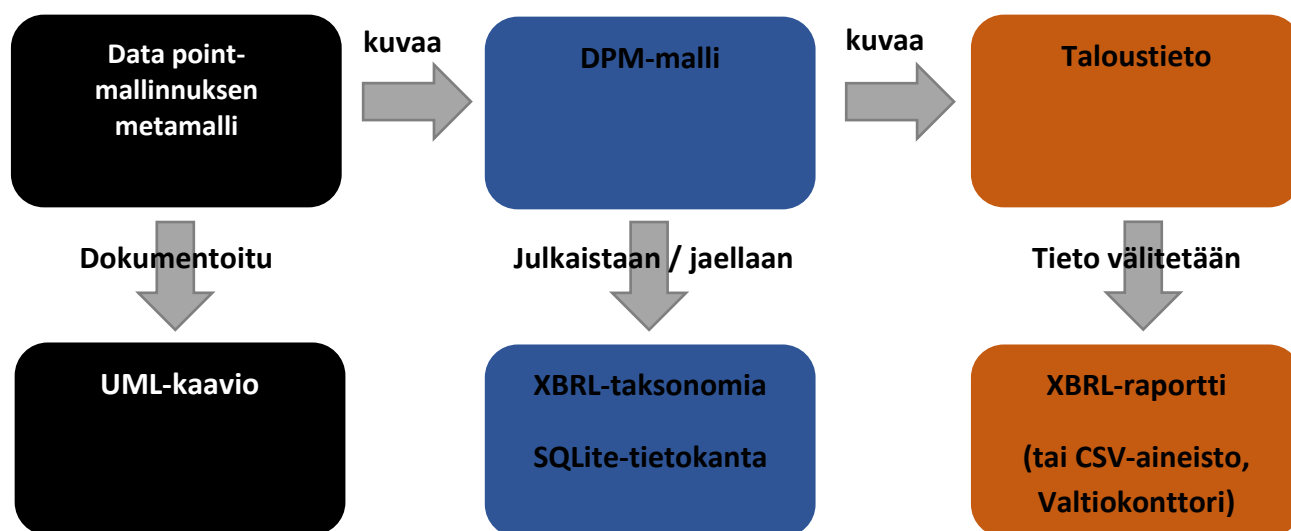 Data point-
mallinnuksen
metamalli
kuvaa
DPM-malli
kuvaa
Taloustieto
Dokumentoitu
Julkaistaan / jaellaan
Tieto välitetään
UML-kaavio
XBRL-taksonomia
SQLite-tietokanta
XBRL-raportti
(tai CSV-aineisto,
Valtiokonttori)